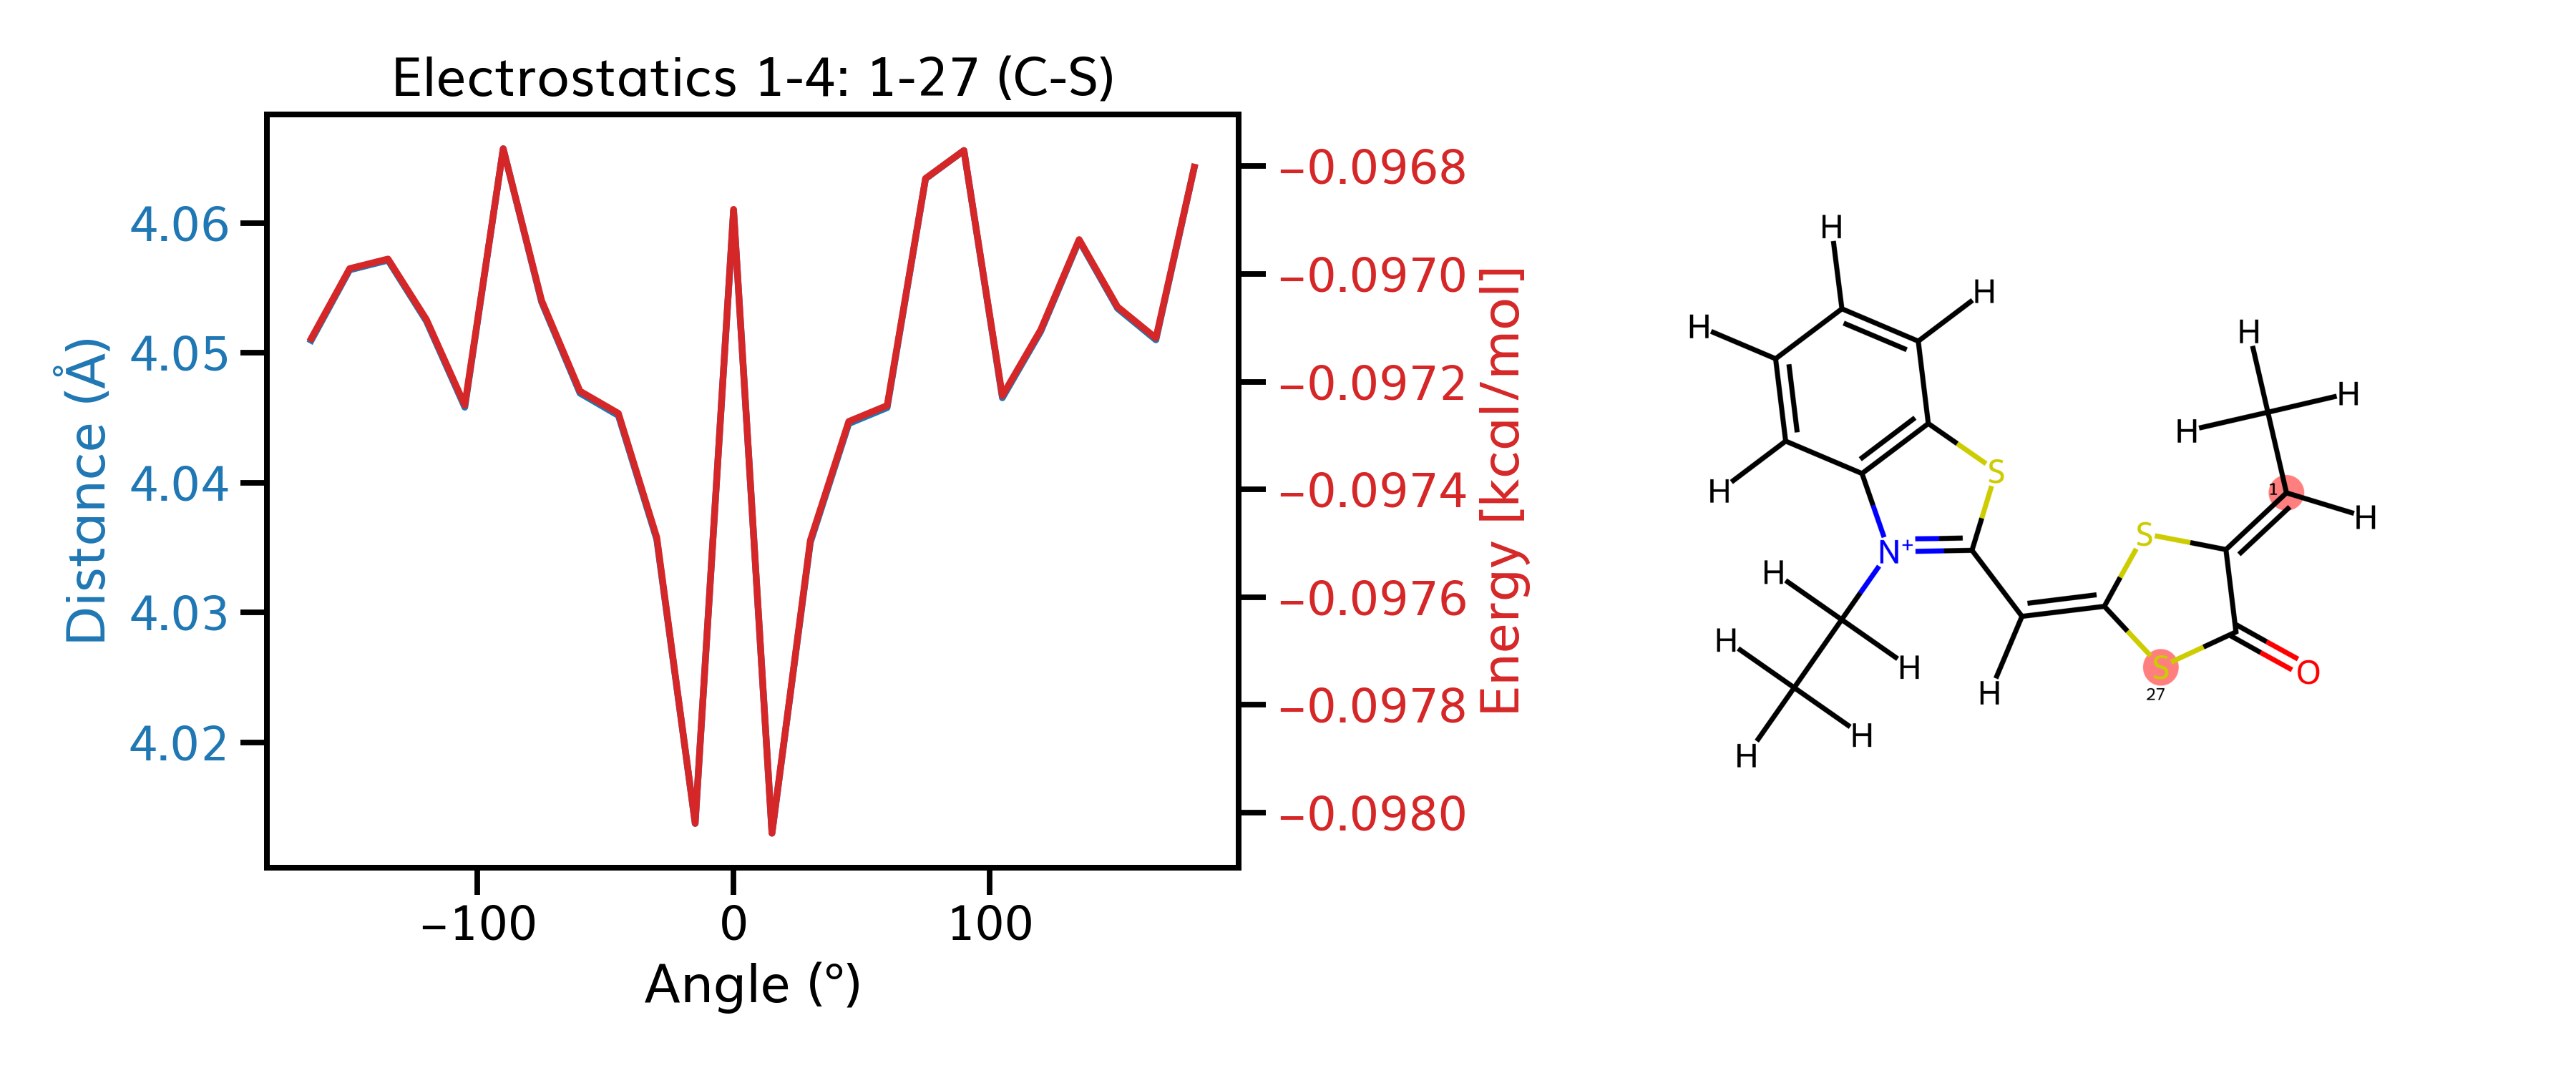 Electrostatics 1-4: 1-27 (C-S)
4.06
4.05
4.04
4.03
4.02
Distance (Å)
−0.0968
−0.0970
−0.0972
−0.0974
−0.0976
−0.0978
−0.0980
Energy [kcal/mol]
−100 0 100
Angle (°)
H
H
H
H
H
H
H
S
1
H
H
S
N+
H
H
H
H
S
27
O
H
H